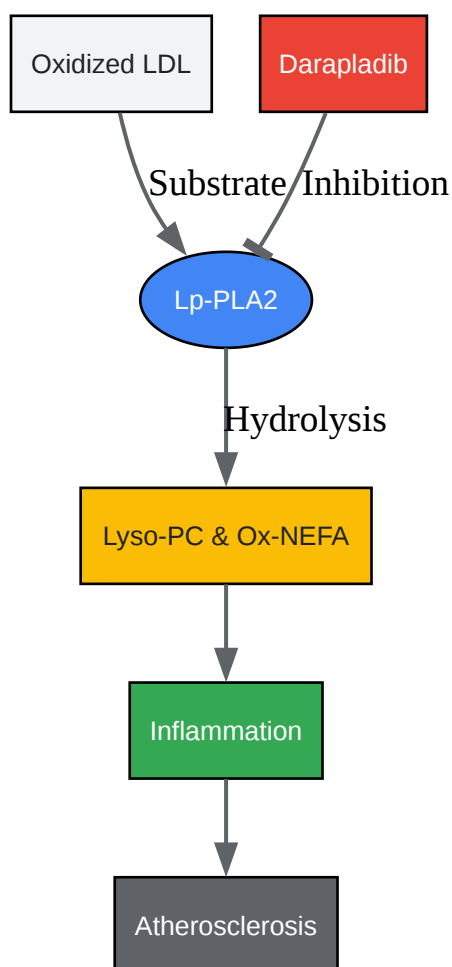 Oxidized LDL
Darapladib
Substrate
Inhibition
Lp-PLA2
Hydrolysis
Lyso-PC & Ox-NEFA
Inflammation
Atherosclerosis